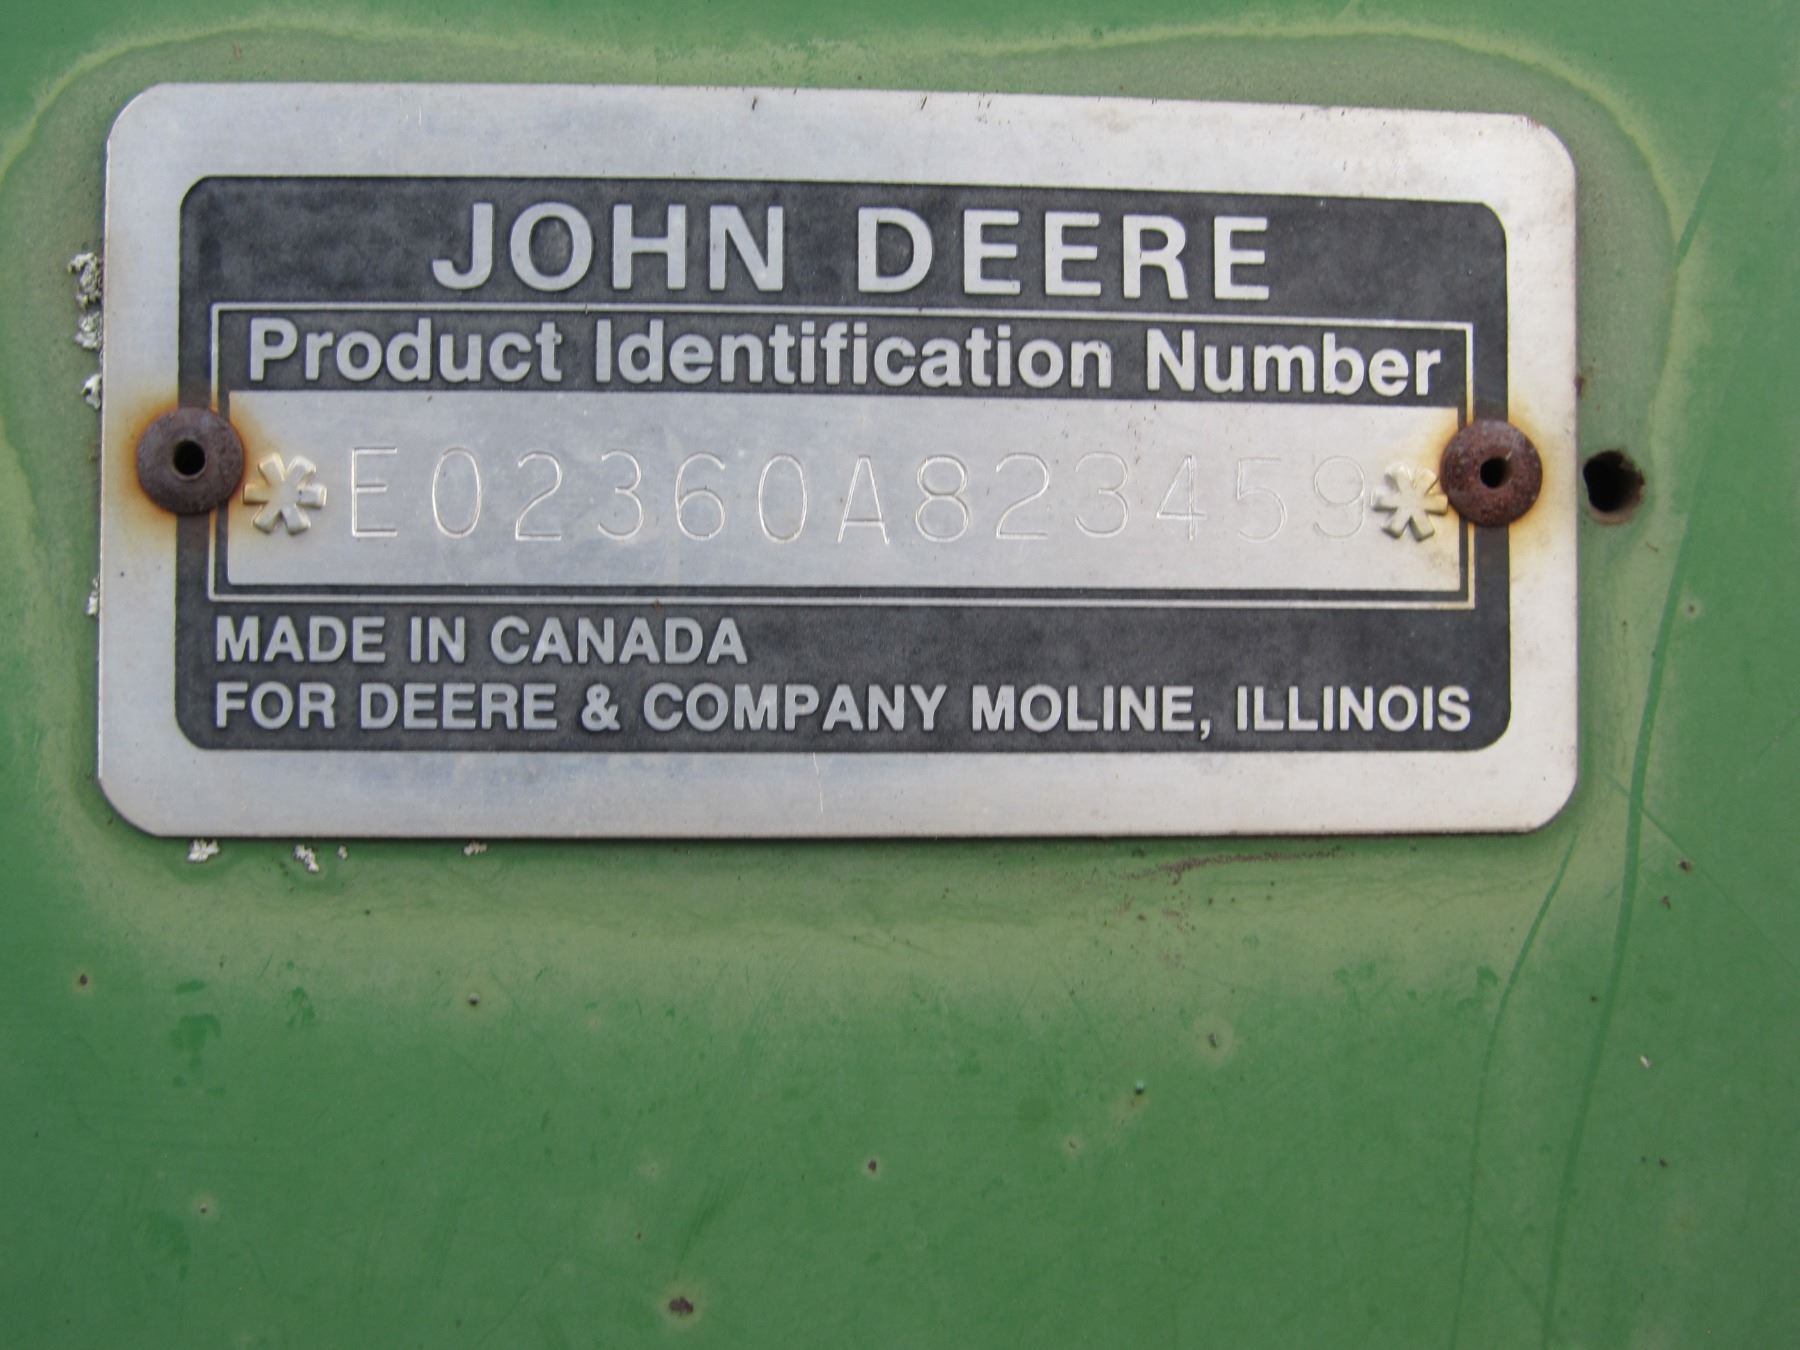 JOHN DEERE
Product Identification Number
*E02360A823459*
MADE IN CANADA
FOR DEERE & COMPANY MOLINE, ILLINOIS